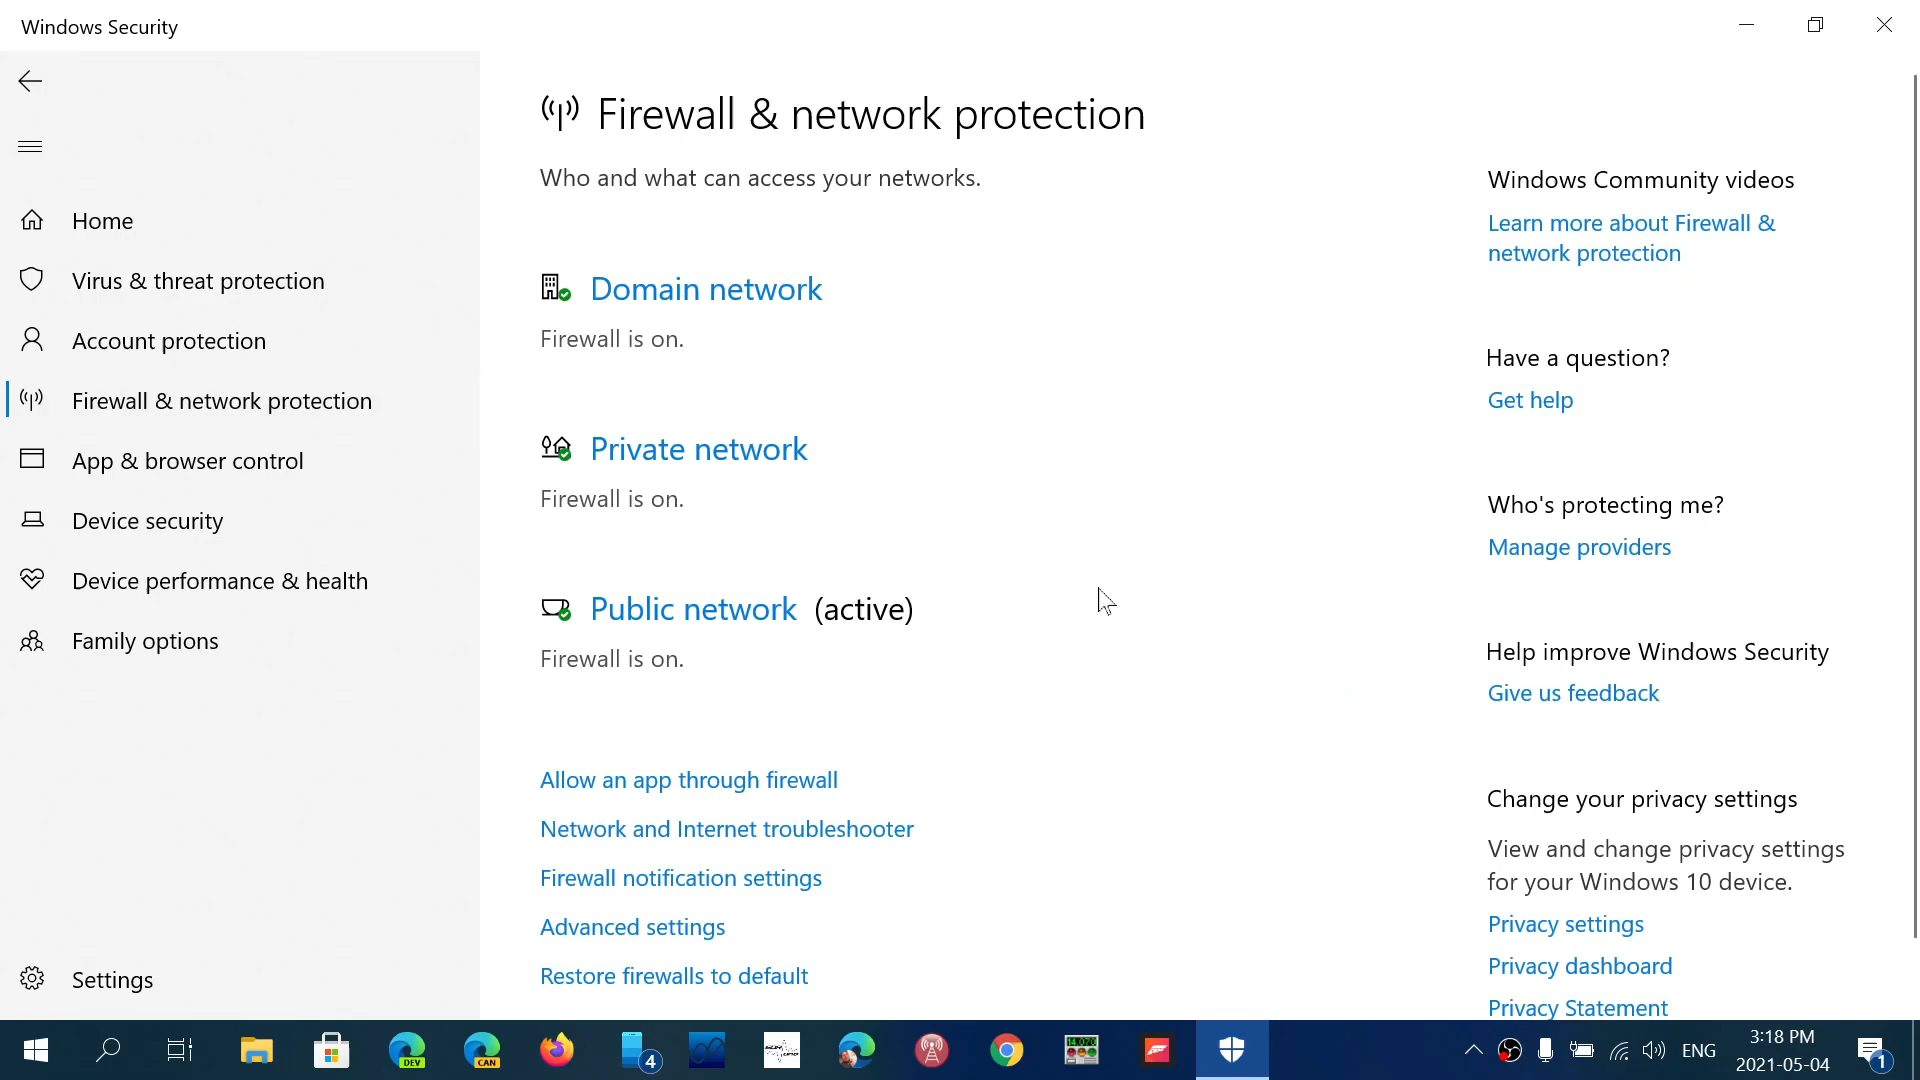 Windows Security
Home
Virus & threat protection
Account protection
Firewall & network protection
App & browser control
Device security
Device performance & health
Family options
Settings
Firewall & network protection
Who and what can access your networks.
Domain network
Firewall is on.
Private network
Firewall is on.
Public network (active)
Firewall is on.
Allow an app through firewall
Network and Internet troubleshooter
Firewall notification settings
Advanced settings
Restore firewalls to default
Windows Community videos
Learn more about Firewall &
network protection
Have a question?
Get help
Who's protecting me?
Manage providers
Help improve Windows Security
Give us feedback
Change your privacy settings
View and change privacy settings
for your Windows 10 device.
Privacy settings
Privacy dashboard
Privacy Statement
DEV
CAN
4
14.070
ENG
3:18 PM
2021-05-04
1